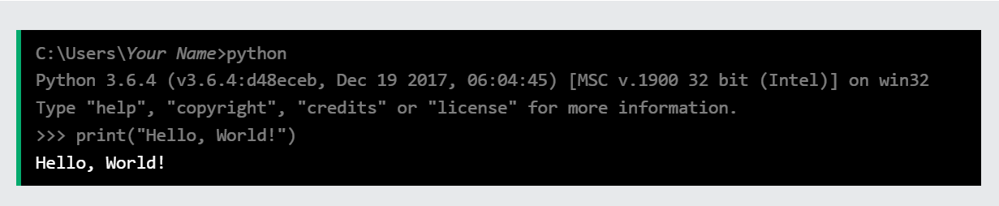 C:\Users\Your Name>python
Python 3.6.4 (v3.6.4:d48eceb, Dec 19 2017, 06:04:45) [MSC v.1900 32 bit (Intel)] on win32
Type "help", "copyright", "credits" or "license" for more information.
>>> print("Hello, World!")
Hello, World!